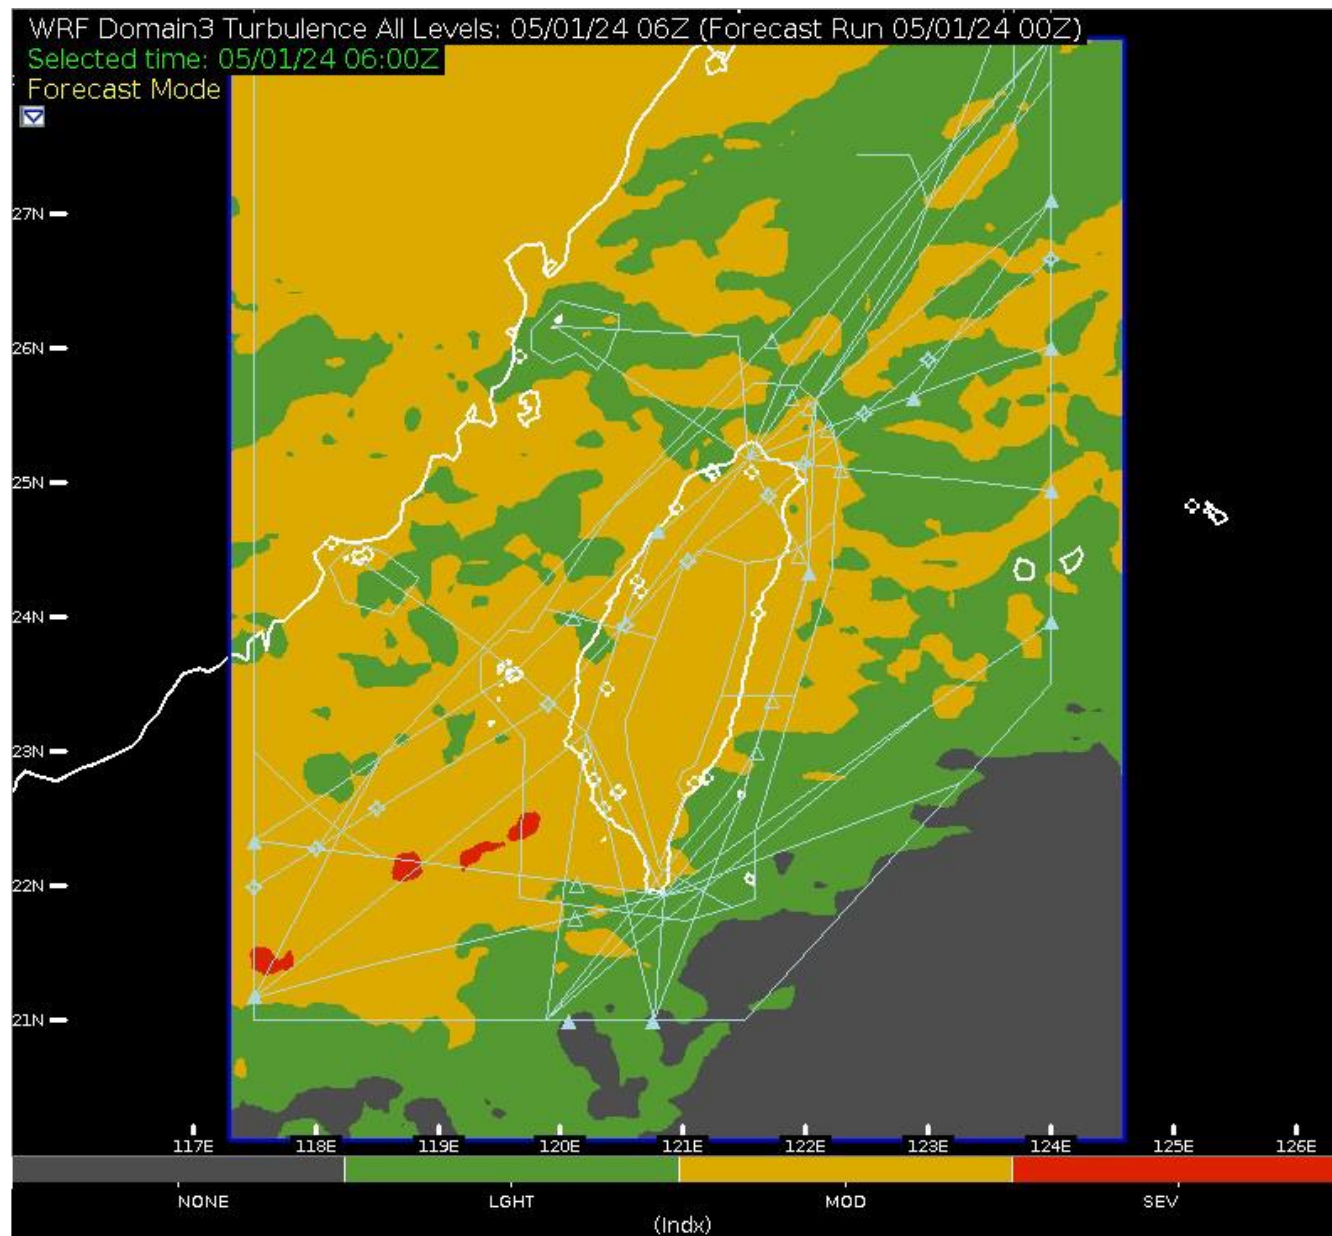 WRF Domain3 Turbulence All Levels: 05/01/24 06Z (Forecast Run 05/01/24 00Z)
Selected time: 05/01/24 06:00Z
Forecast Mode
27N
26N
25N
24N
23N
22N
21N
117E 118E 119E 120E 121E 122E 123E 124E 125E 126E
NONE LGHT MOD SEV
(Indx)